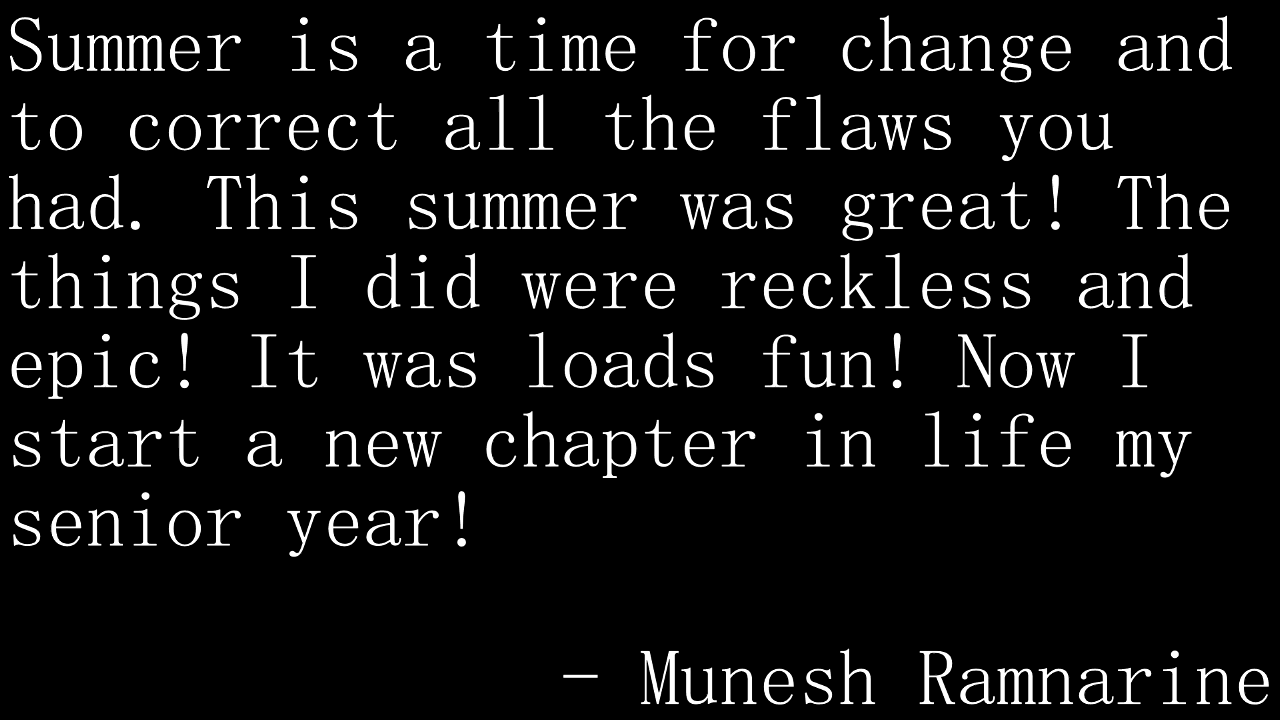 Summer is a time for change and
to correct all the flaws you
had. This summer was great! The
things I did were reckless and
epic! It was loads fun! Now I
start a new chapter in life my
senior year!
- Munesh Ramnarine